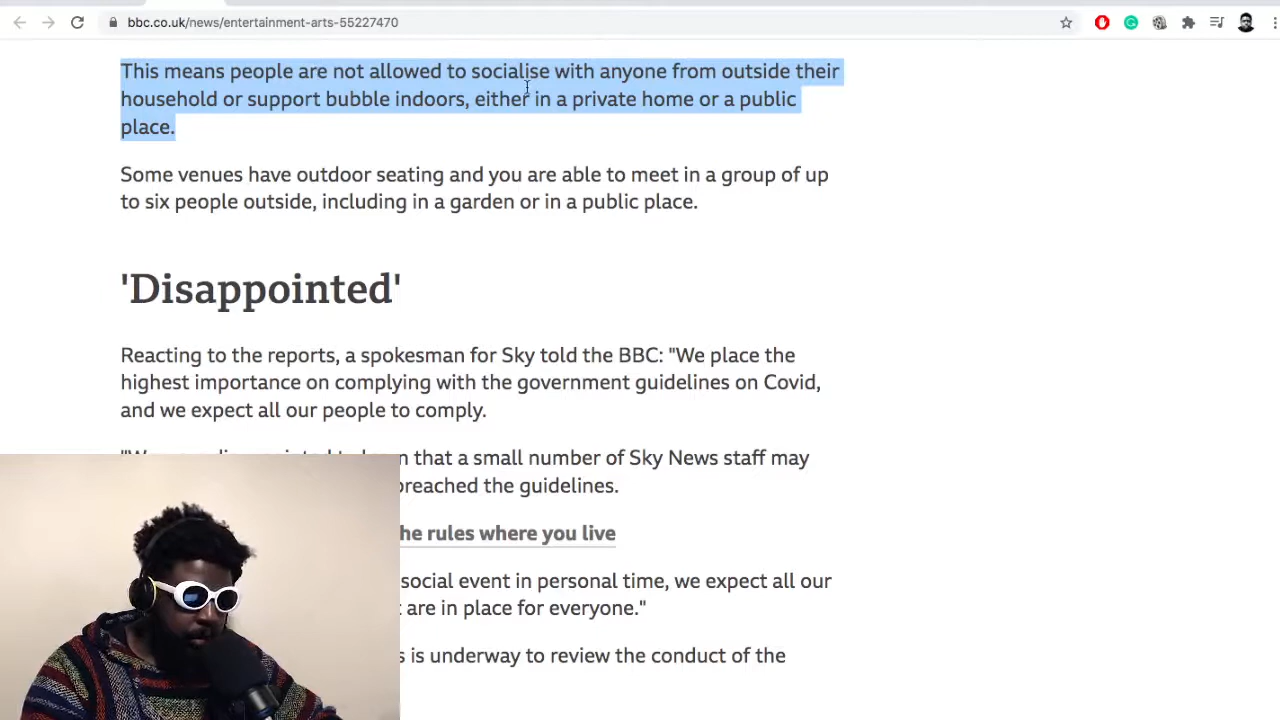 bbc.co.uk/news/entertainment-arts-55227470
This means people are not allowed to socialise with anyone from outside their
household or support bubble indoors, either in a private home or a public
place.
Some venues have outdoor seating and you are able to meet in a group of up
to six people outside, including in a garden or in a public place.
'Disappointed'
Reacting to the reports, a spokesman for Sky told the BBC: "We place the
highest importance on complying with the government guidelines on Covid,
and we expect all our people to comply.
that a small number of Sky News staff may
breached the guidelines.
he rules where you live
social event in personal time, we expect all our
are in place for everyone."
is underway to review the conduct of the